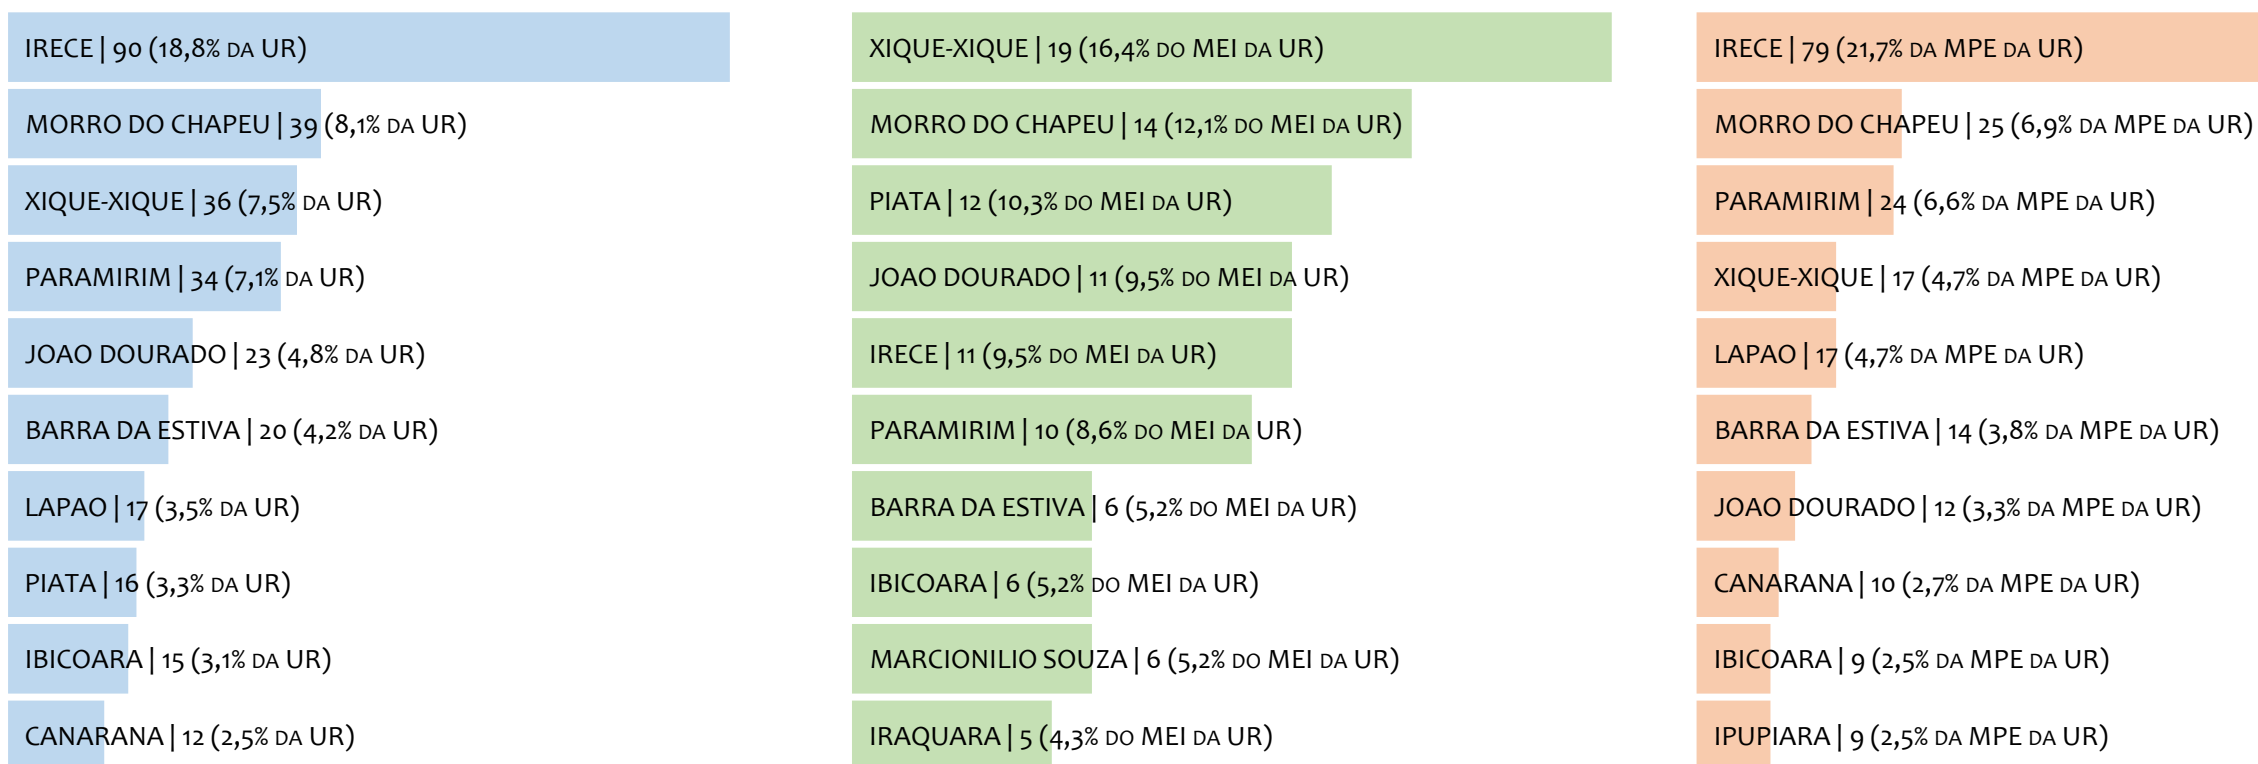 IRECE | 90 (18,8% DA UR)
MORRO DO CHAPEU | 39 (8,1% DA UR)
XIQUE-XIQUE | 36 (7,5% DA UR)
PARAMIRIM | 34 (7,1% DA UR)
JOAO DOURADO | 23 (4,8% DA UR)
BARRA DA ESTIVA | 20 (4,2% DA UR)
LAPAO | 17 (3,5% DA UR)
PIATA | 16 (3,3% DA UR)
IBICOARA | 15 (3,1% DA UR)
CANARANA | 12 (2,5% DA UR)
XIQUE-XIQUE | 19 (16,4% DO MEI DA UR)
MORRO DO CHAPEU | 14 (12,1% DO MEI DA UR)
PIATA | 12 (10,3% DO MEI DA UR)
JOAO DOURADO | 11 (9,5% DO MEI DA UR)
IRECE | 11 (9,5% DO MEI DA UR)
PARAMIRIM | 10 (8,6% DO MEI DA UR)
BARRA DA ESTIVA | 6 (5,2% DO MEI DA UR)
IBICOARA | 6 (5,2% DO MEI DA UR)
MARCIONILIO SOUZA | 6 (5,2% DO MEI DA UR)
IRAQUARA | 5 (4,3% DO MEI DA UR)
IRECE | 79 (21,7% DA MPE DA UR)
MORRO DO CHAPEU | 25 (6,9% DA MPE DA UR)
PARAMIRIM | 24 (6,6% DA MPE DA UR)
XIQUE-XIQUE | 17 (4,7% DA MPE DA UR)
LAPAO | 17 (4,7% DA MPE DA UR)
BARRA DA ESTIVA | 14 (3,8% DA MPE DA UR)
JOAO DOURADO | 12 (3,3% DA MPE DA UR)
CANARANA | 10 (2,7% DA MPE DA UR)
IBICOARA | 9 (2,5% DA MPE DA UR)
IPUPIARA | 9 (2,5% DA MPE DA UR)